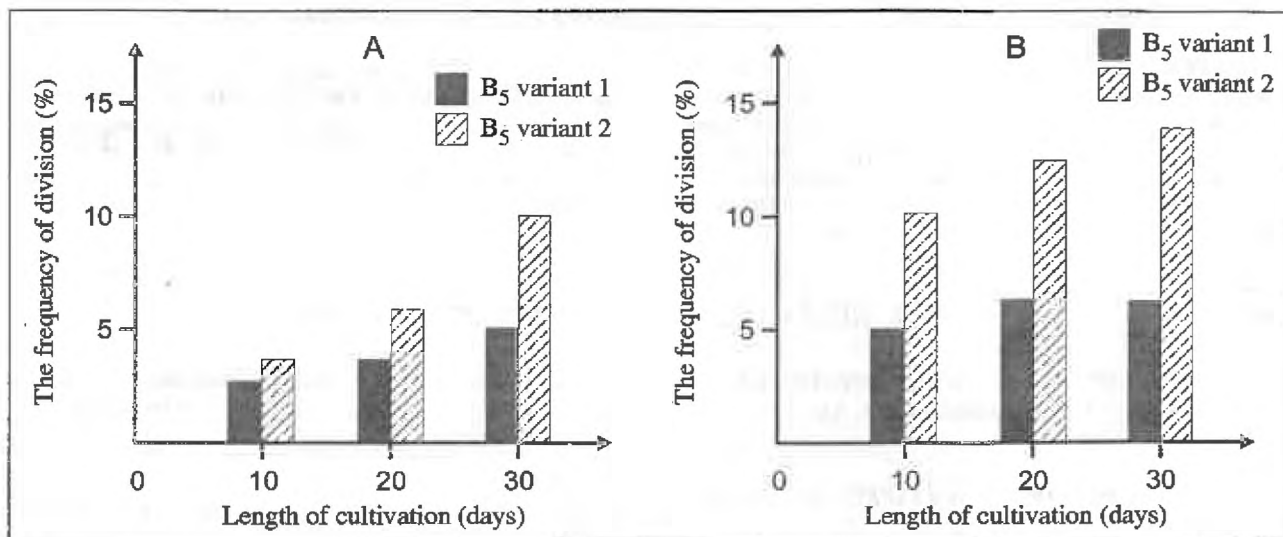 A
The frequency of division (%)
B₅ variant 1
B₅ variant 2
15
10
5
0
10
20
30
Length of cultivation (days)
B
The frequency of division (%)
B₅ variant 1
B₅ variant 2
15
10
5
0
10
20
30
Length of cultivation (days)